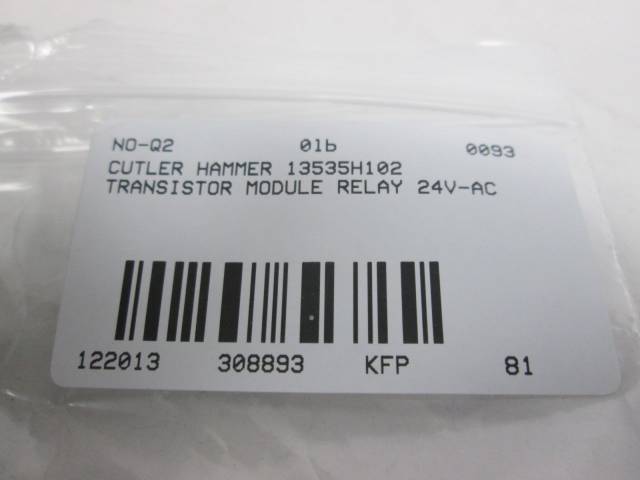 NO-Q2 01b 0093
CUTLER HAMMER 13535H102
TRANSISTOR MODULE RELAY 24V-AC
122013 308893 KFP 81